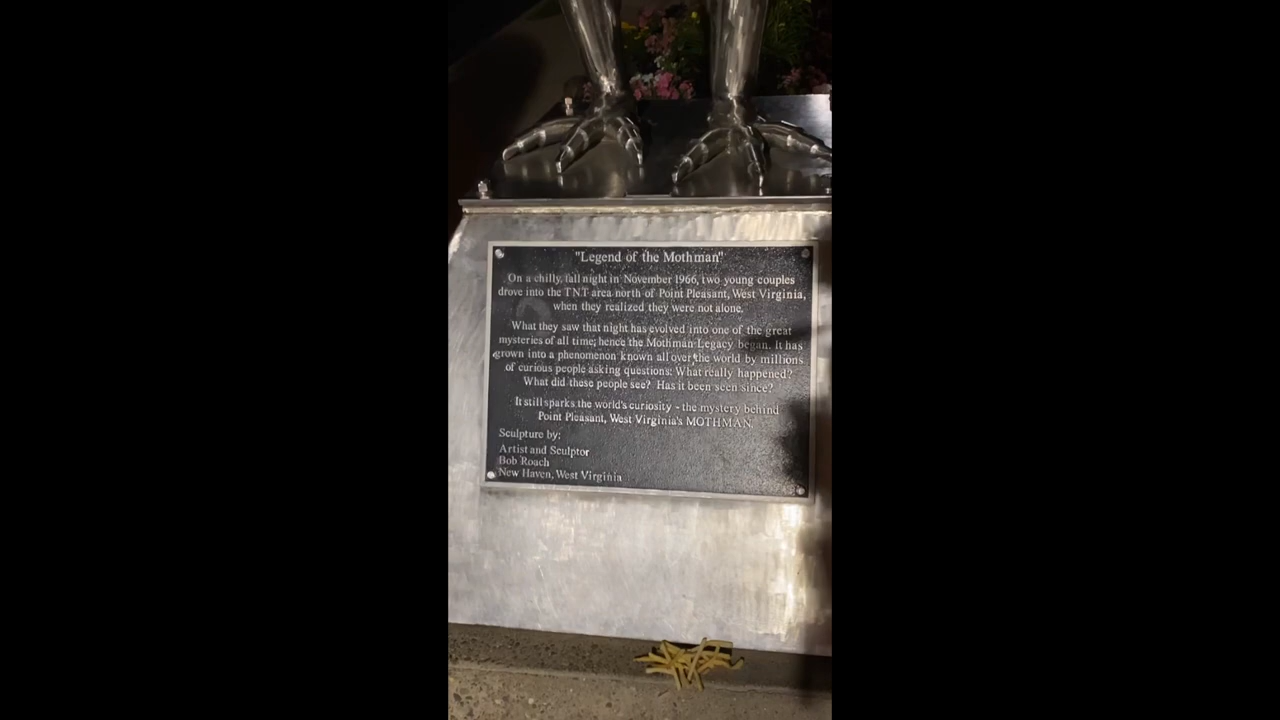 "Legend of the Mothman"
On a chilly, fall night in November 1966, two young couples
drove into the TNT area north of Point Pleasant, West Virginia,
when they realized they were not alone.
What they saw that night has evolved into one of the great
mysteries of all time; hence the Mothman Legacy began. It has
grown into a phenomenon known all over the world by millions
of curious people asking questions: What really happened?
What did these people see? Has it been seen since?
It still sparks the world's curiosity - the mystery behind
Point Pleasant, West Virginia's MOTHMAN.
Sculpture by:
Artist and Sculptor
Bob Roach
New Haven, West Virginia